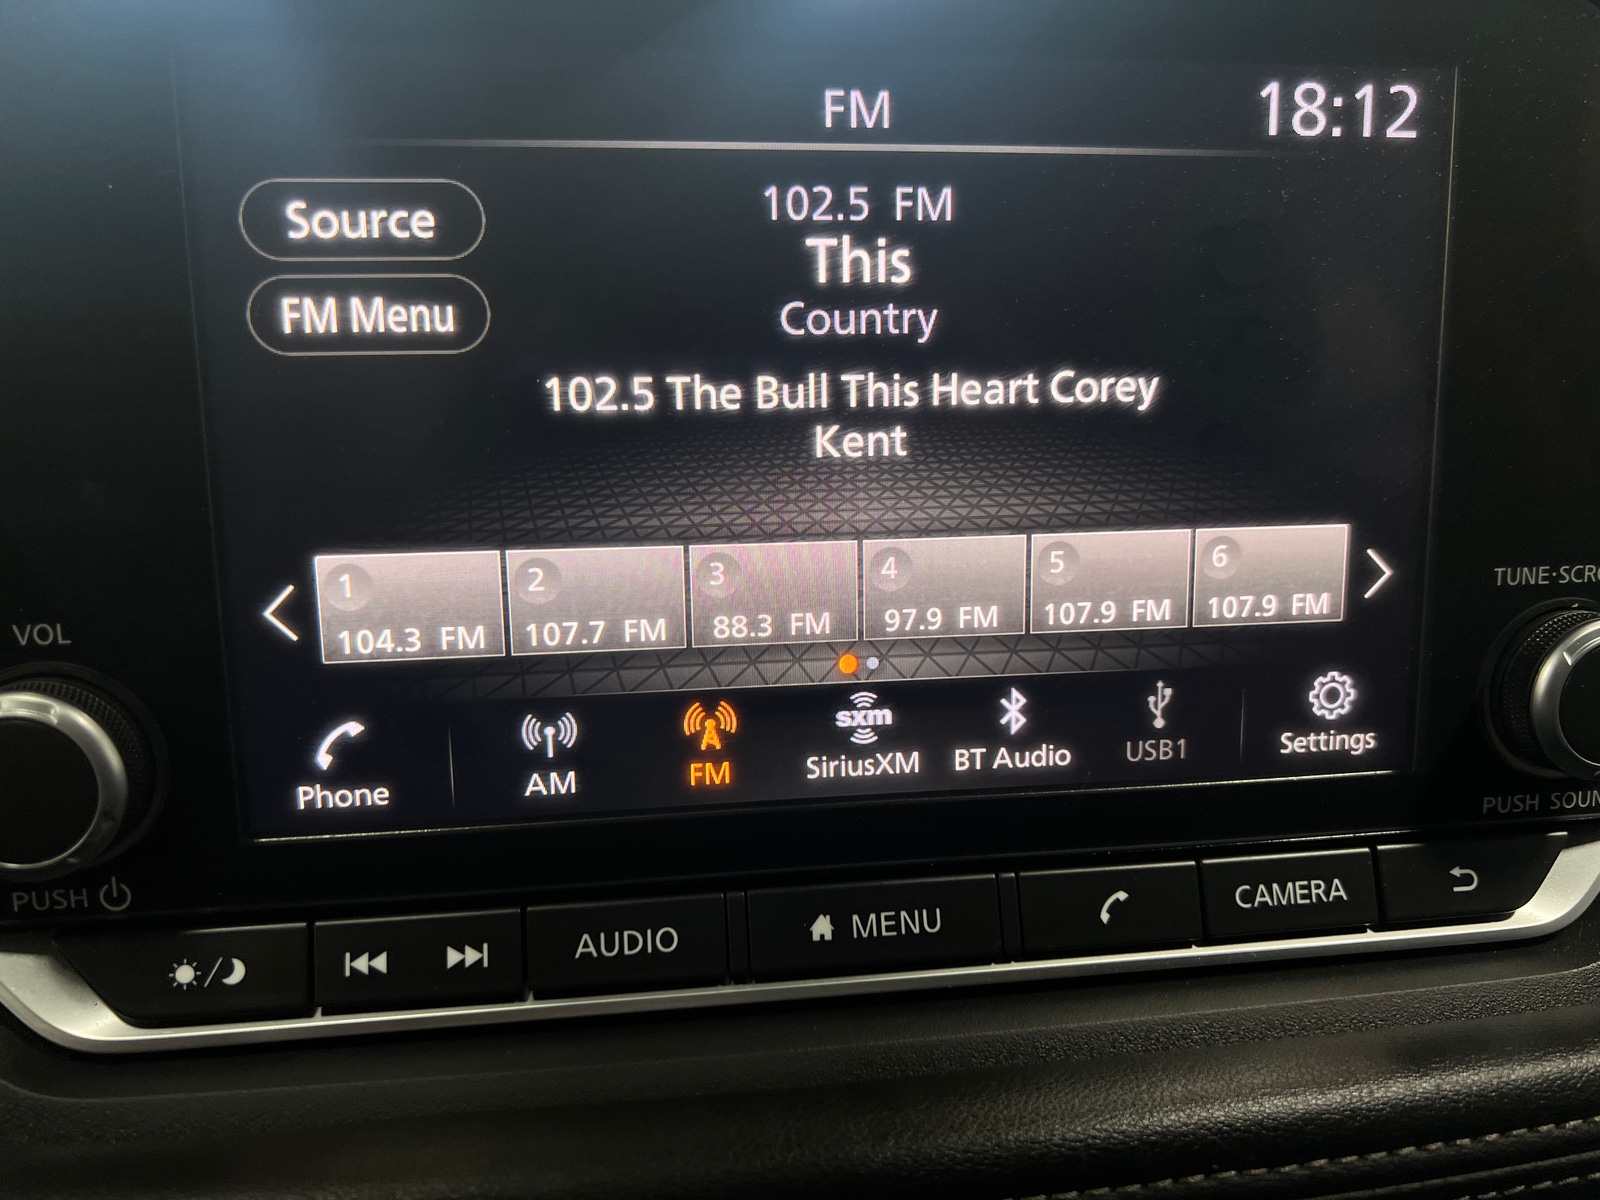 FM
18:12
Source
102.5 FM
This
FM Menu
Country
102.5 The Bull This Heart Corey
Kent
1
104.3 FM
2
107.7 FM
3
88.3 FM
4
97.9 FM
5
107.9 FM
6
107.9 FM
VOL
TUNE·SCRO
Phone
AM
FM
sxm
SiriusXM
BT Audio
USB1
Settings
PUSH
PUSH SOUN
AUDIO
MENU
CAMERA